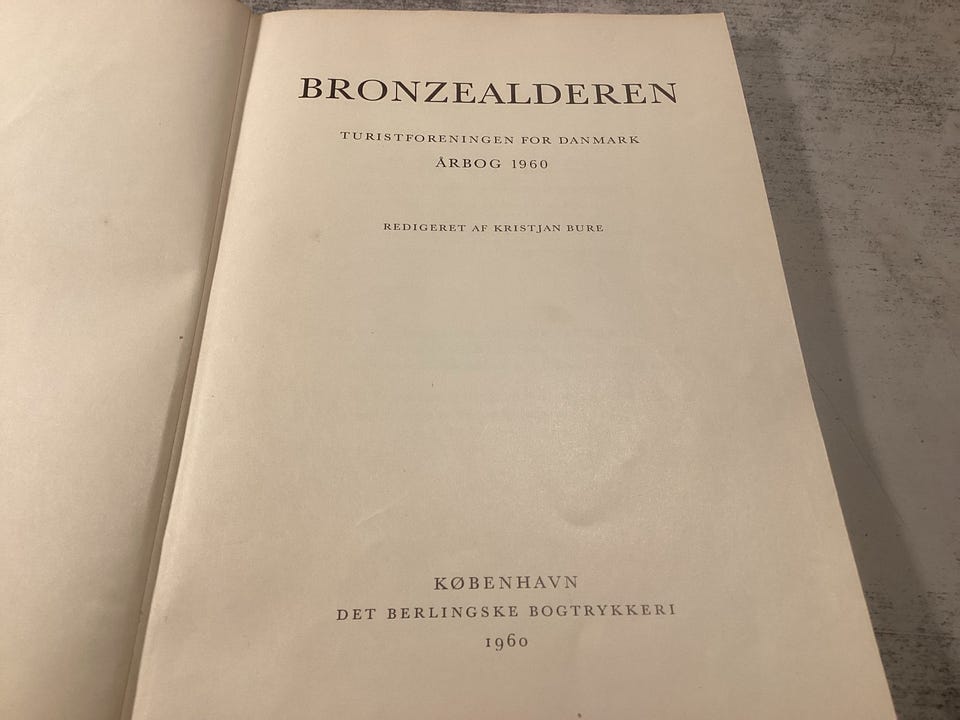 BRONZEALDEREN
TURISTFORENINGEN FOR DANMARK
ÅRBOG 1960
REDIGERET AF KRISTJAN BURE
KØBENHAVN
DET BERLINGSKE BOGTRYKKERI
1960